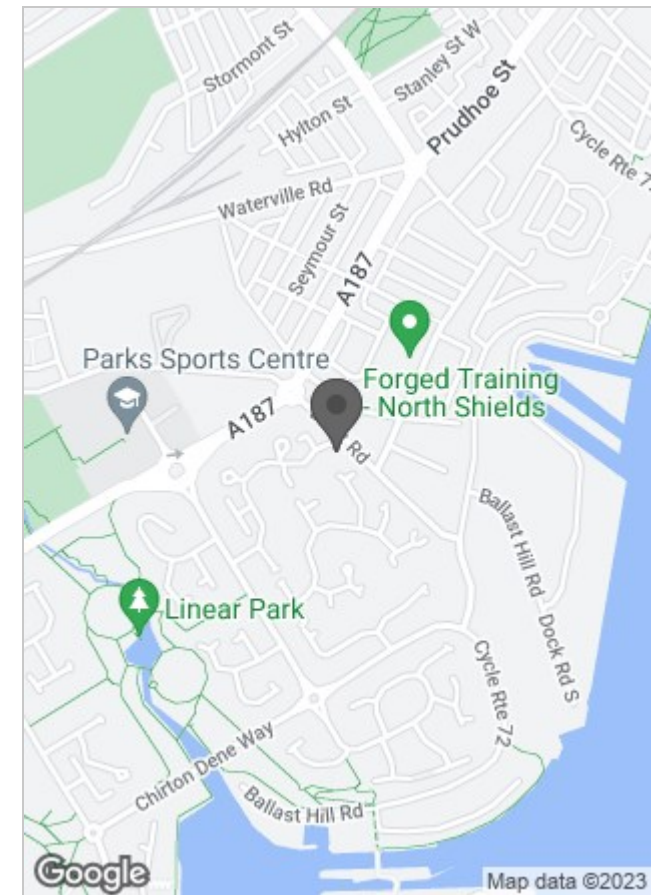 Stormont St
Stanley St W
Hylton St
Prudhoe St
Cycle Rte 7
Waterville Rd
Seymour St
A187
Parks Sports Centre
Forged Training
- North Shields
A187
Rd
Ballast Hill Rd
Dock Rd S
Linear Park
Cycle Rte 72
Chirton Dene Way
Ballast Hill Rd
Google
Map data ©2023